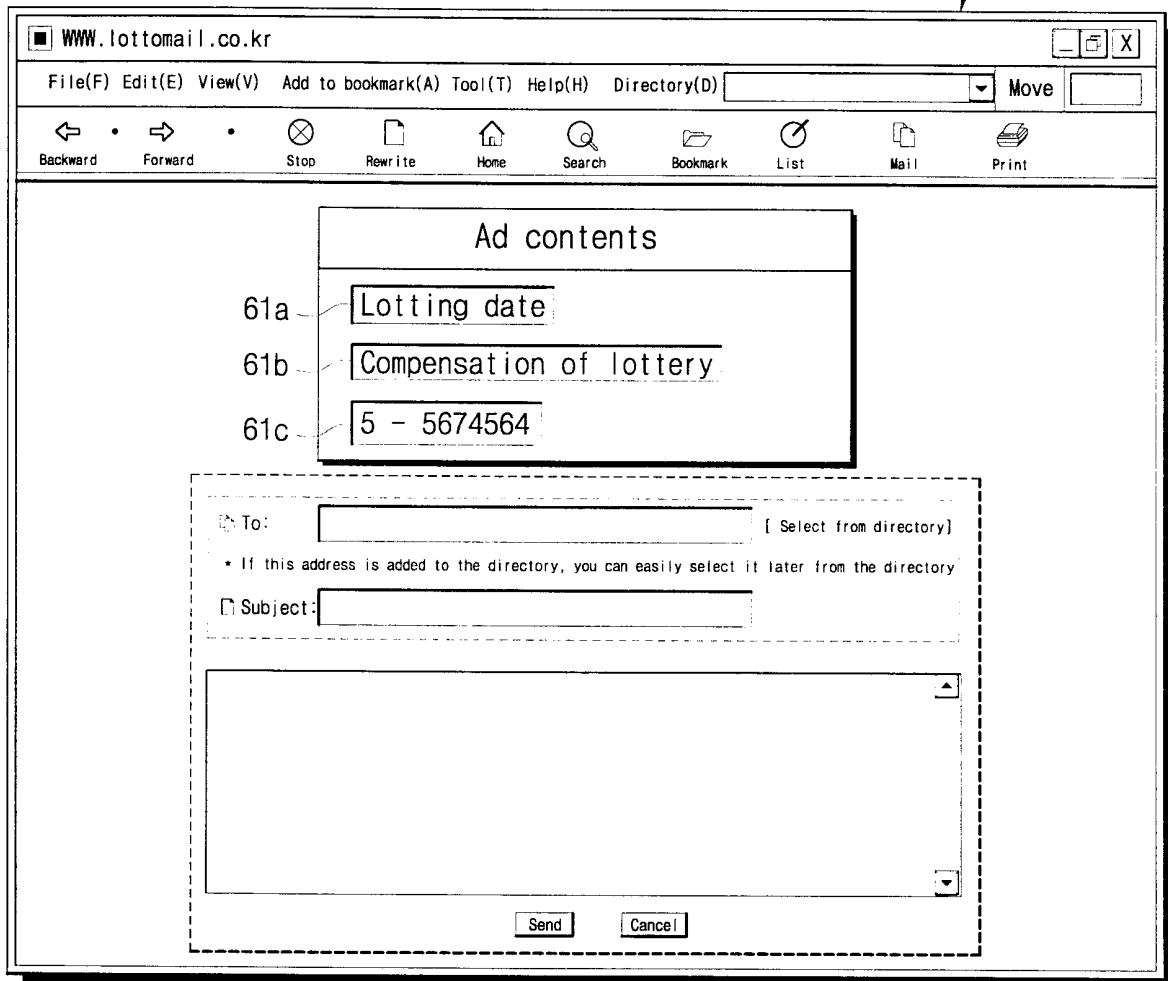 WWW.lottomail.co.kr
X
File(F) Edit(E) View(V) Add to bookmark(A) Tool(T) Help(H) Directory(D) Move
Backward Forward Stop Rewrite Home Search Bookmark List Mail Print
Ad contents
61a Lotting date
61b Compensation of lottery
61c 5 - 5674564
To: [ Select from directory]
* If this address is added to the directory, you can easily select it later from the directory
Subject:
Send Cancel